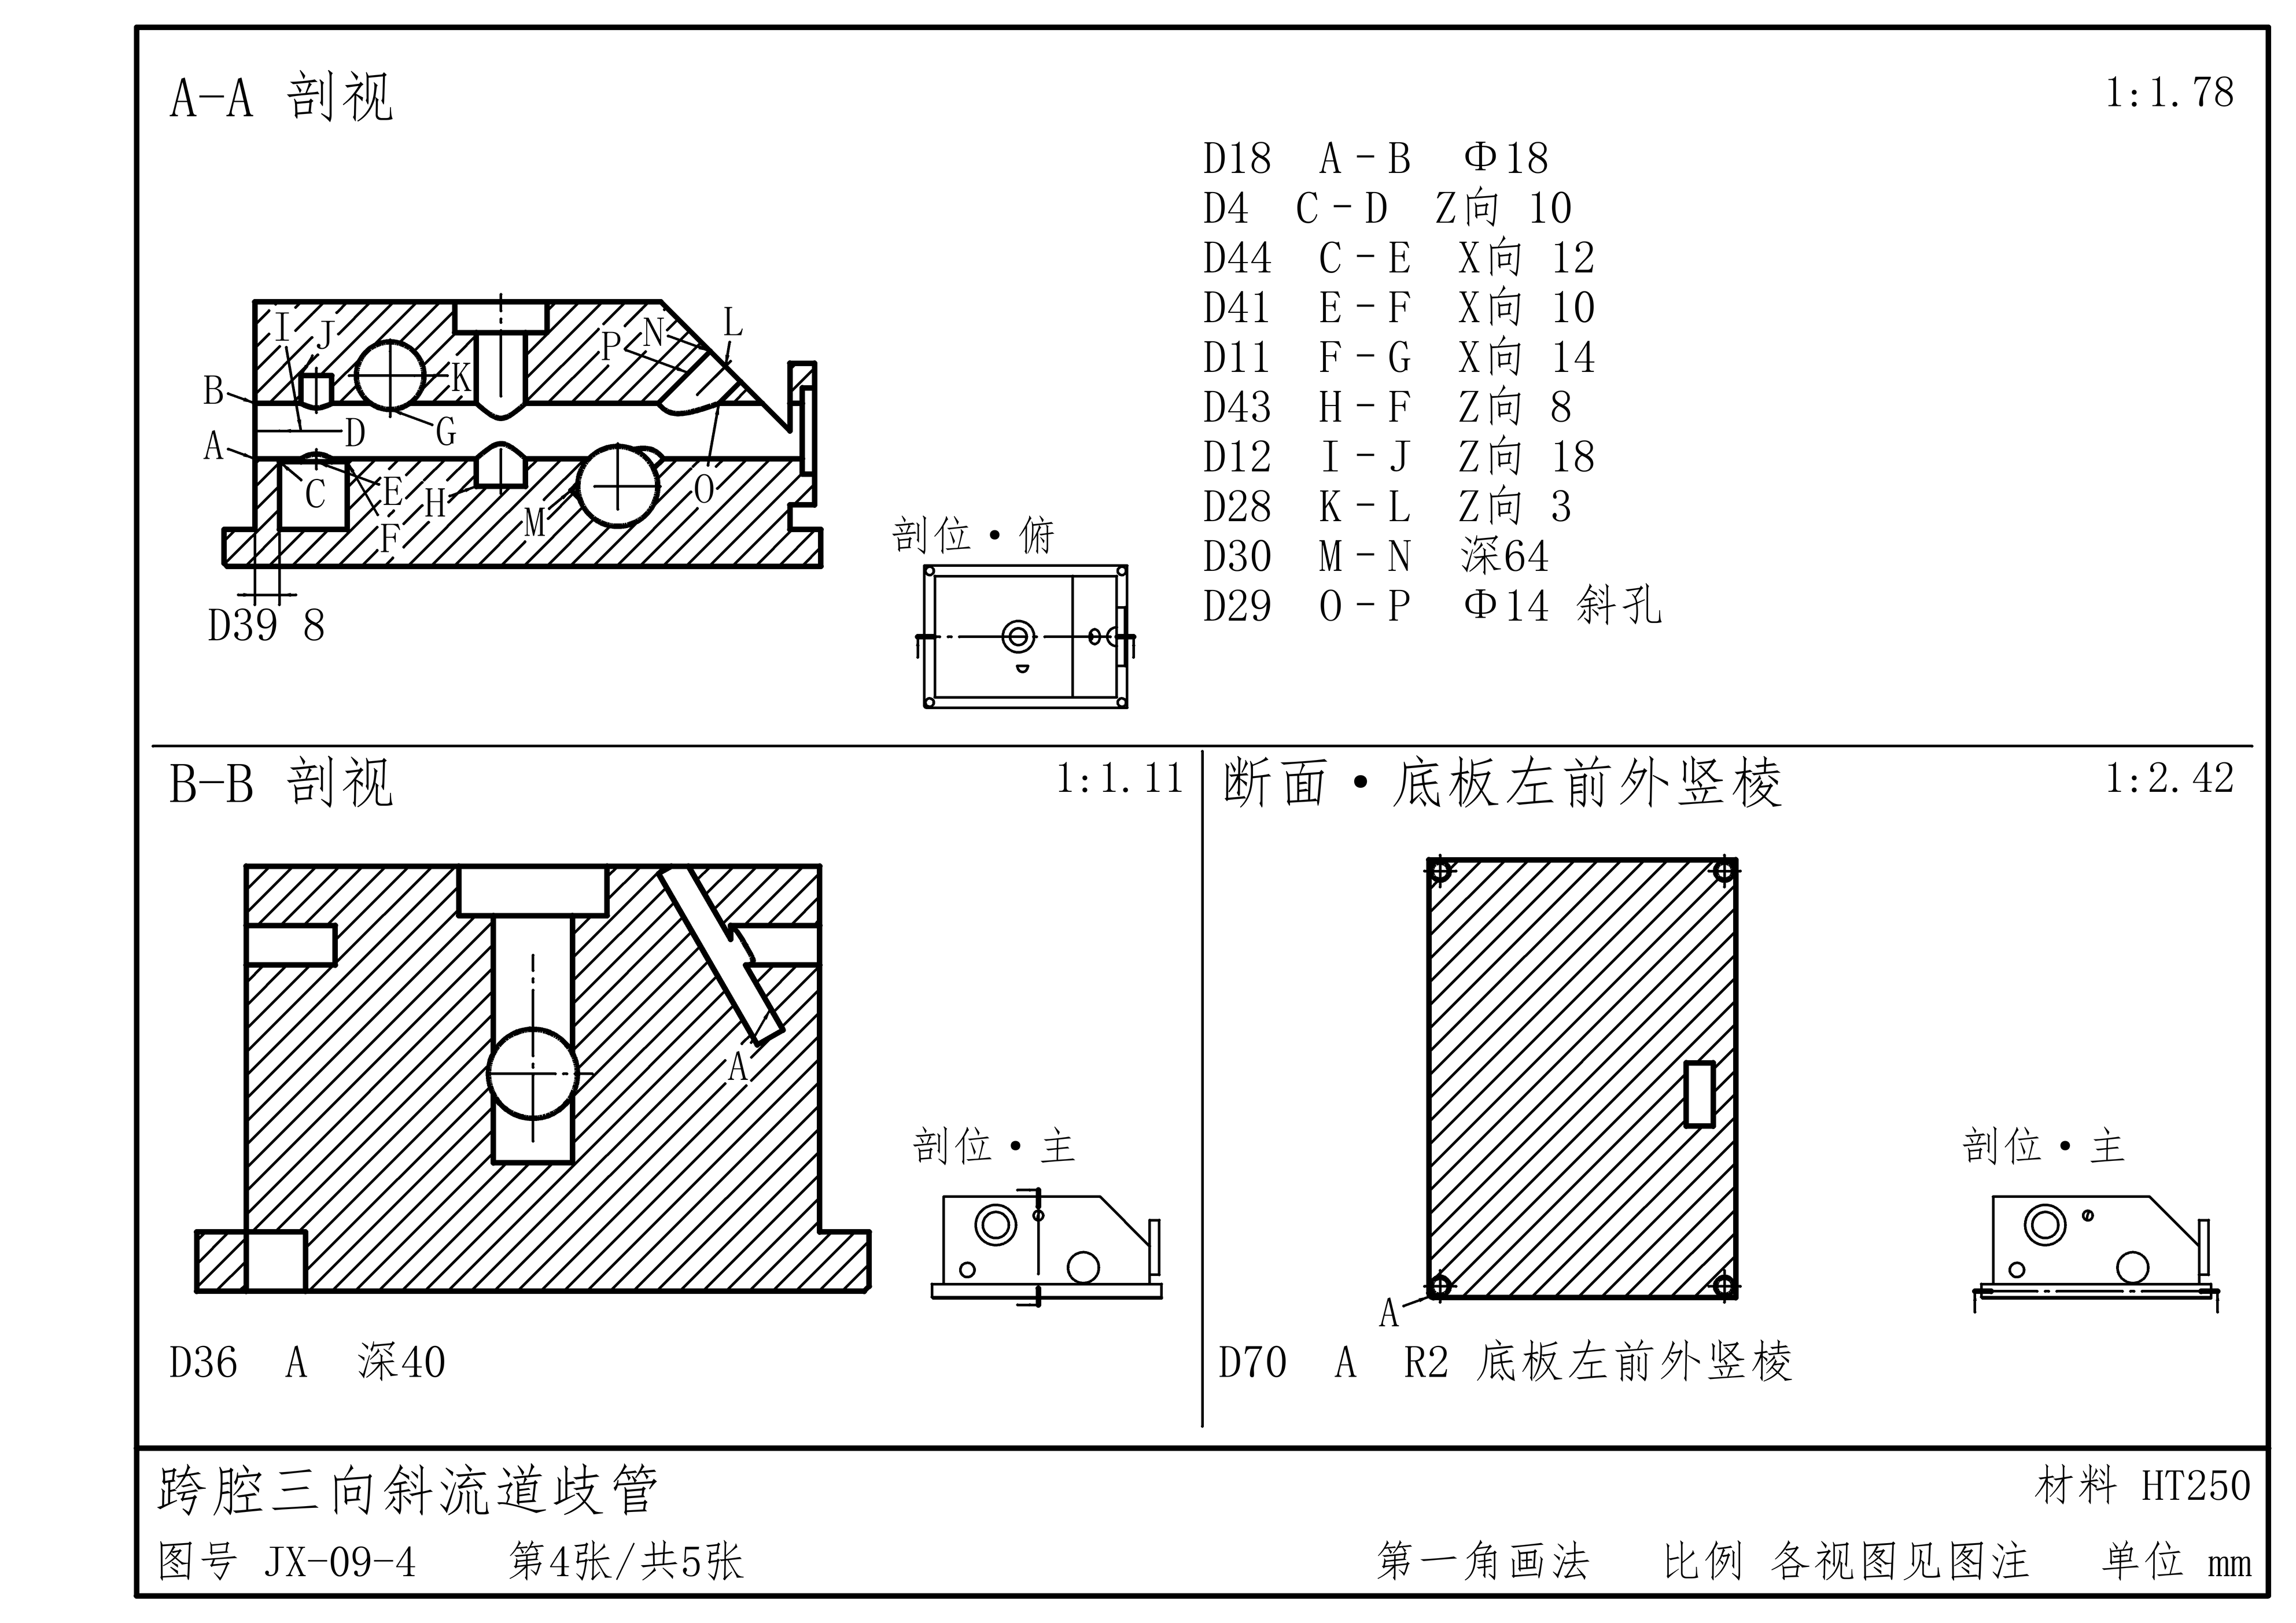 A-A 剖视
1:1.78
D18 A-B Φ18
D4 C-D Z向 10
D44 C-E X向 12
D41 E-F X向 10
D11 F-G X向 14
D43 H-F Z向 8
D12 I-J Z向 18
D28 K-L Z向 3
D30 M-N 深64
D29 O-P Φ14 斜孔
I J P N L
B K
A D G
C E H M O
F
D39 8
剖位·俯
B-B 剖视
1:1.11
A
剖位·主
D36 A 深40
断面·底板左前外竖棱
1:2.42
剖位·主
A
D70 A R2 底板左前外竖棱
跨腔三向斜流道歧管
材料 HT250
图号 JX-09-4 第4张/共5张
第一角画法 比例 各视图见图注 单位 mm